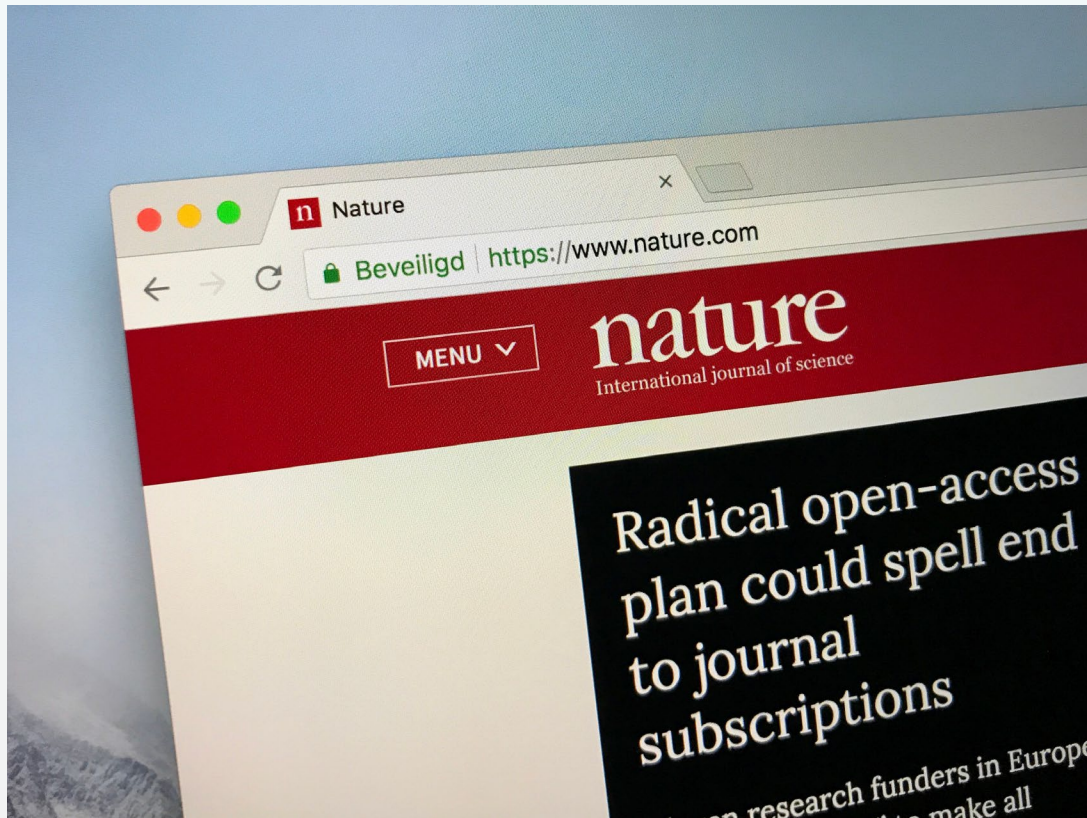 n Nature ×
Beveiligd https://www.nature.com
MENU nature
International journal of science
Radical open-access
plan could spell end
to journal
subscriptions
research funders in Europe
make all